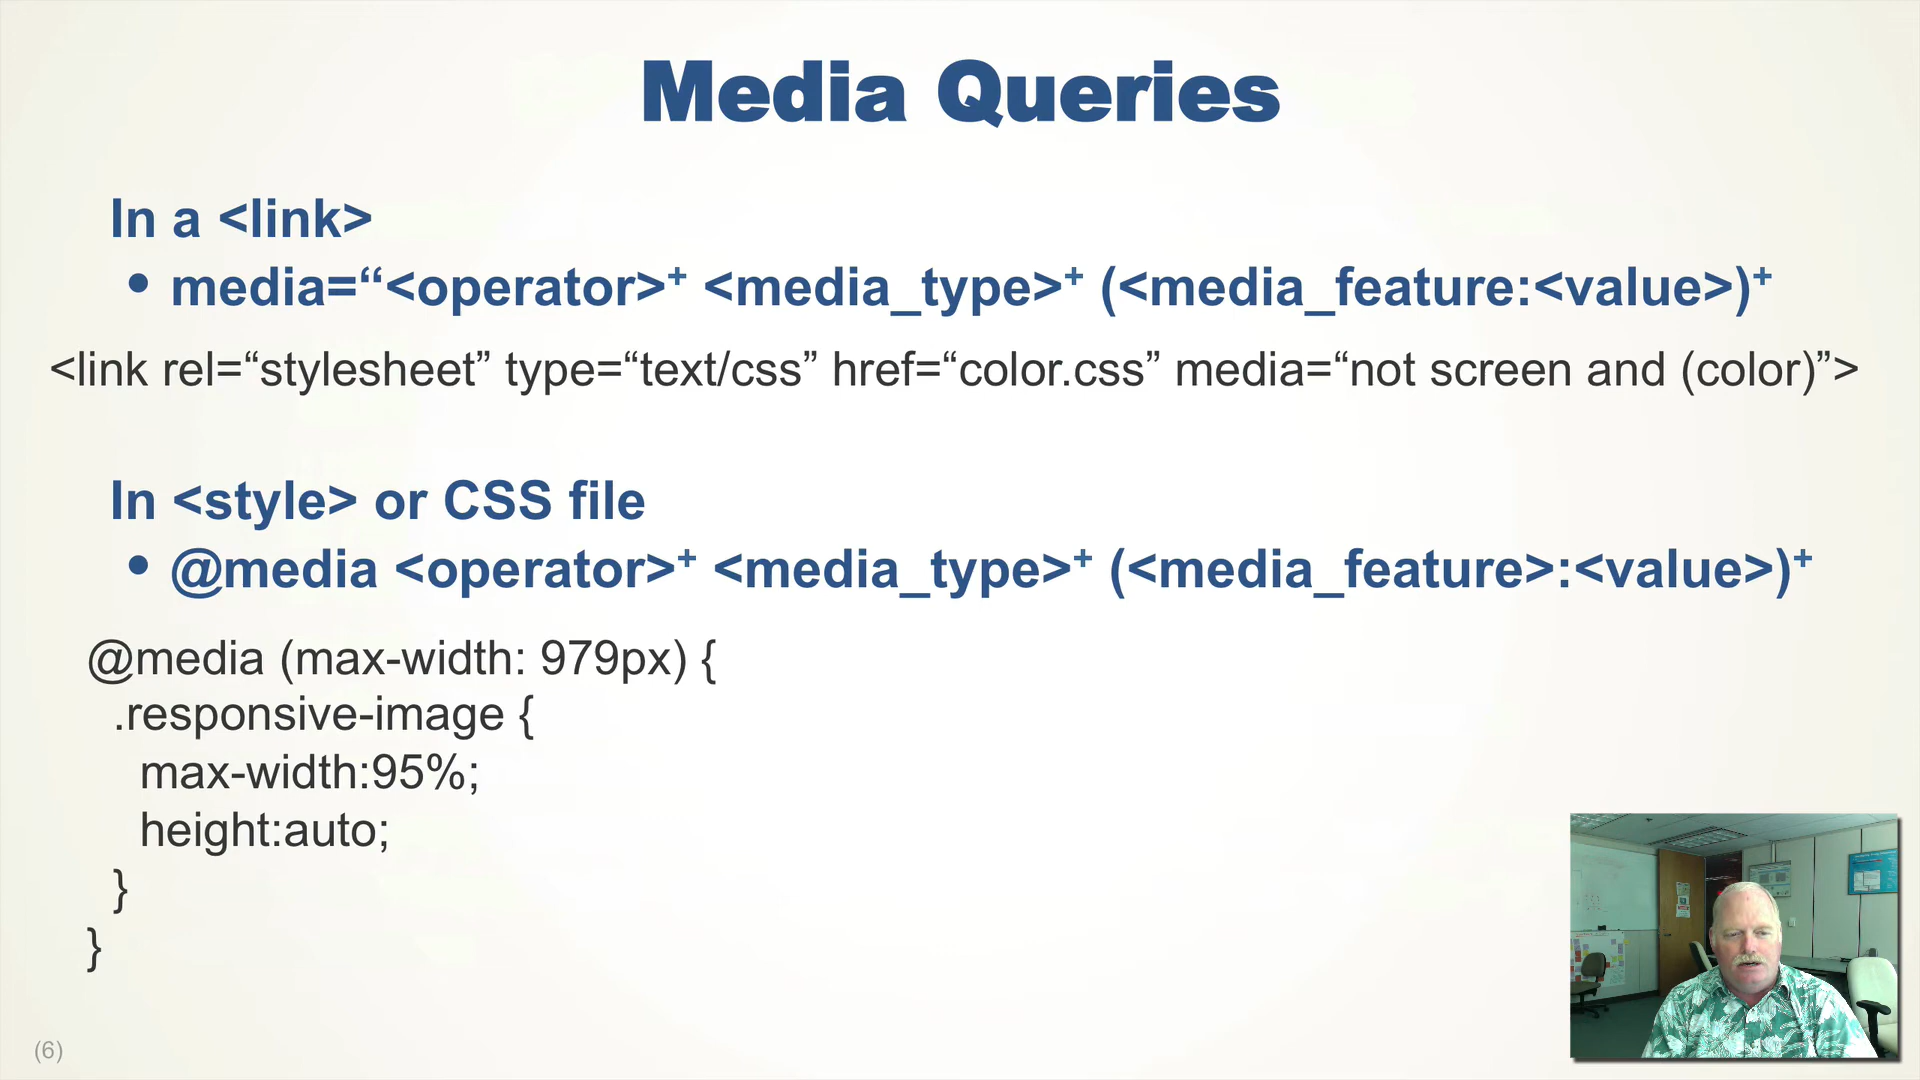 Media Queries
In a <link>
• media=“<operator>+ <media_type>+ (<media_feature:<value>)+
<link rel=“stylesheet” type=“text/css” href=“color.css” media=“not screen and (color)”>
In <style> or CSS file
• @media <operator>+ <media_type>+ (<media_feature>:<value>)+
@media (max-width: 979px) {
.responsive-image {
max-width:95%;
height:auto;
}
}
(6)